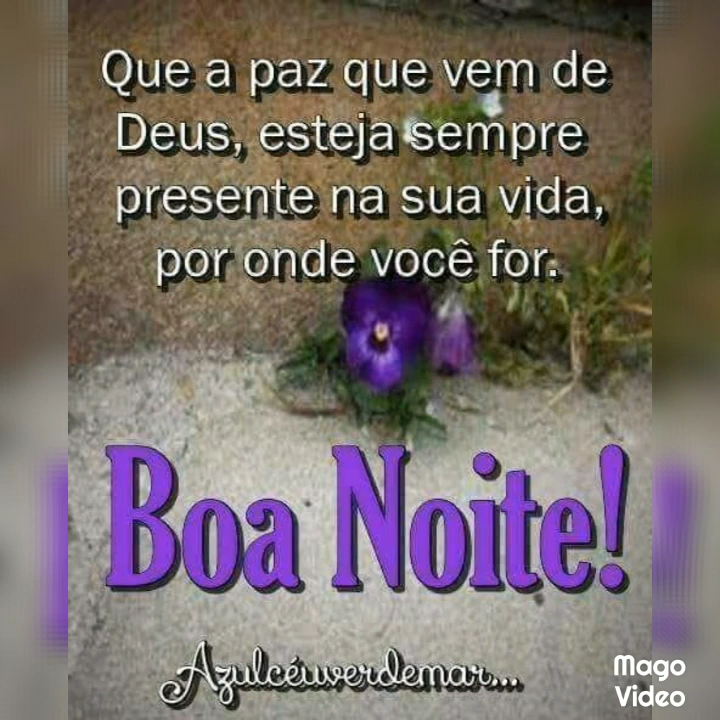 Que a paz que vem de
Deus, esteja sempre
presente na sua vida,
por onde você for.
Boa Noite!
Azulcéuverdemar...
Mago
Video